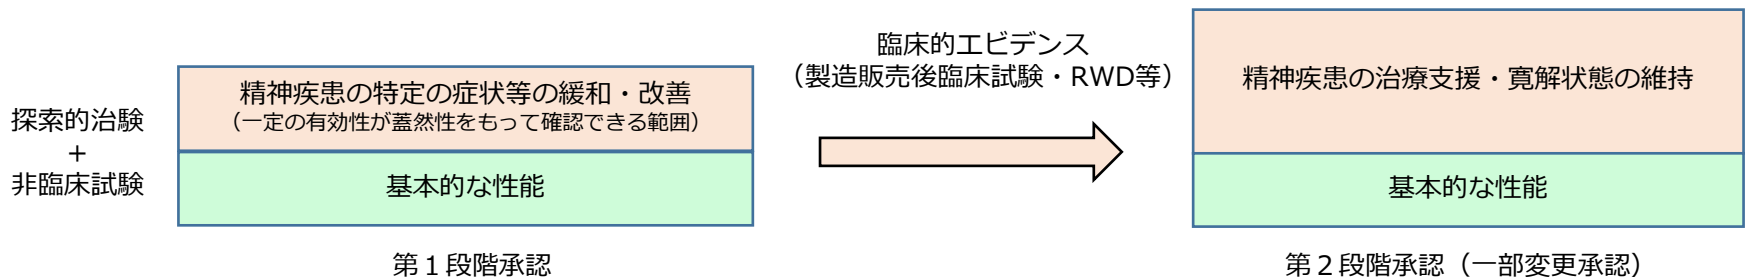 探索的治験
+
非臨床試験
精神疾患の特定の症状等の緩和・改善
（一定の有効性が蓋然性をもって確認できる範囲）
基本的な性能
第１段階承認
臨床的エビデンス
（製造販売後臨床試験・RWD等）
精神疾患の治療支援・寛解状態の維持
基本的な性能
第２段階承認（一部変更承認）